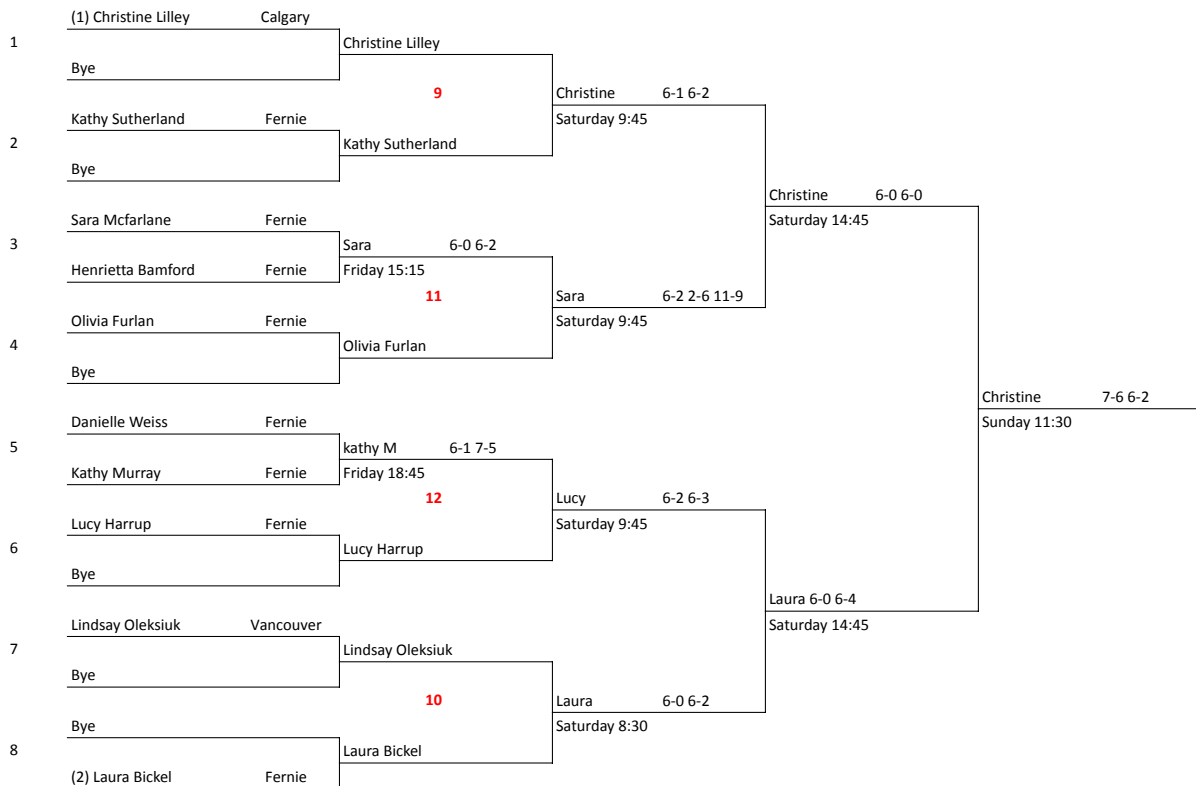 (1) Christine Lilley Calgary
1
Christine Lilley
Bye
9
Christine 6-1 6-2
Kathy Sutherland Fernie
Saturday 9:45
2
Kathy Sutherland
Bye
Christine 6-0 6-0
Sara Mcfarlane Fernie
Saturday 14:45
3
Sara 6-0 6-2
Henrietta Bamford Fernie
Friday 15:15
11
Sara 6-2 2-6 11-9
Olivia Furlan Fernie
Saturday 9:45
4
Olivia Furlan
Bye
Christine 7-6 6-2
Danielle Weiss Fernie
Sunday 11:30
5
kathy M 6-1 7-5
Kathy Murray Fernie
Friday 18:45
12
Lucy 6-2 6-3
Lucy Harrup Fernie
Saturday 9:45
6
Lucy Harrup
Bye
Laura 6-0 6-4
Lindsay Oleksiuk Vancouver
Saturday 14:45
7
Lindsay Oleksiuk
Bye
10
Laura 6-0 6-2
Bye
Saturday 8:30
8
Laura Bickel
(2) Laura Bickel Fernie